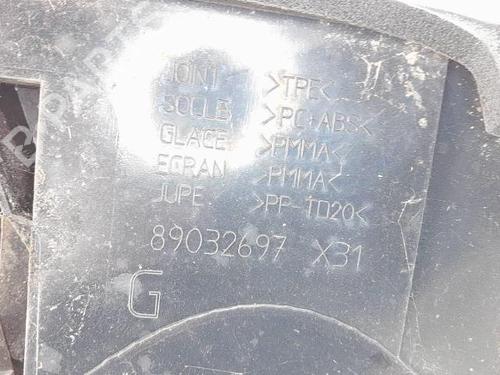 JOINT >TPE<
SOCLE >PC+ABS<
GLACE >PMMA<
ECRAN >PMMA<
JUPE >PP-TD20<
89032697 X31
G